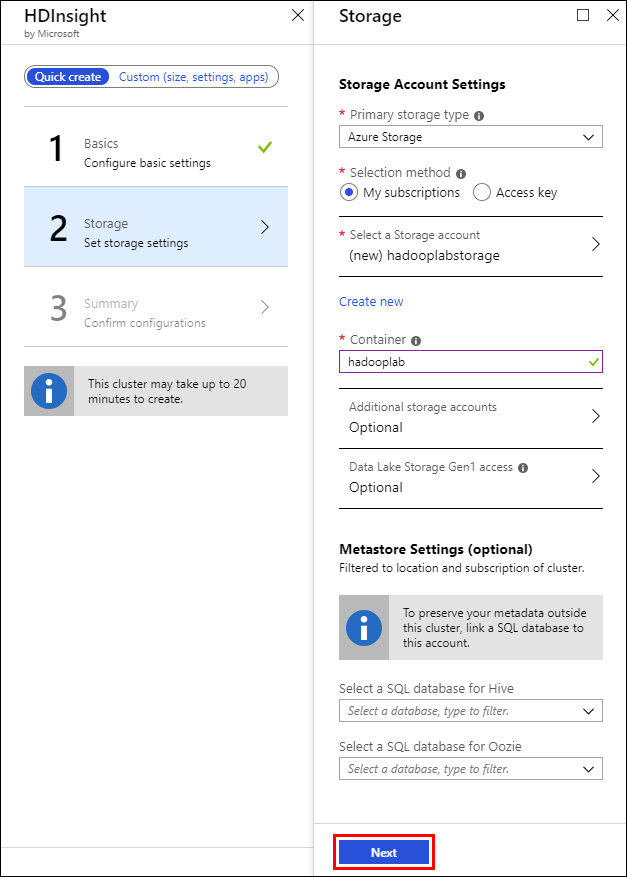 HDInsight
by Microsoft
Quick create
Custom (size, settings, apps)
1
Basics
Configure basic settings
2
Storage
Set storage settings
3
Summary
Confirm configurations
This cluster may take up to 20
minutes to create.
Storage
Storage Account Settings
* Primary storage type
Azure Storage
* Selection method
My subscriptions
Access key
* Select a Storage account
(new) hadooplabstorage
Create new
* Container
hadooplab
Additional storage accounts
Optional
Data Lake Storage Gen1 access
Optional
Metastore Settings (optional)
Filtered to location and subscription of cluster.
To preserve your metadata outside
this cluster, link a SQL database to
this account.
Select a SQL database for Hive
Select a database, type to filter.
Select a SQL database for Oozie
Select a database, type to filter.
Next